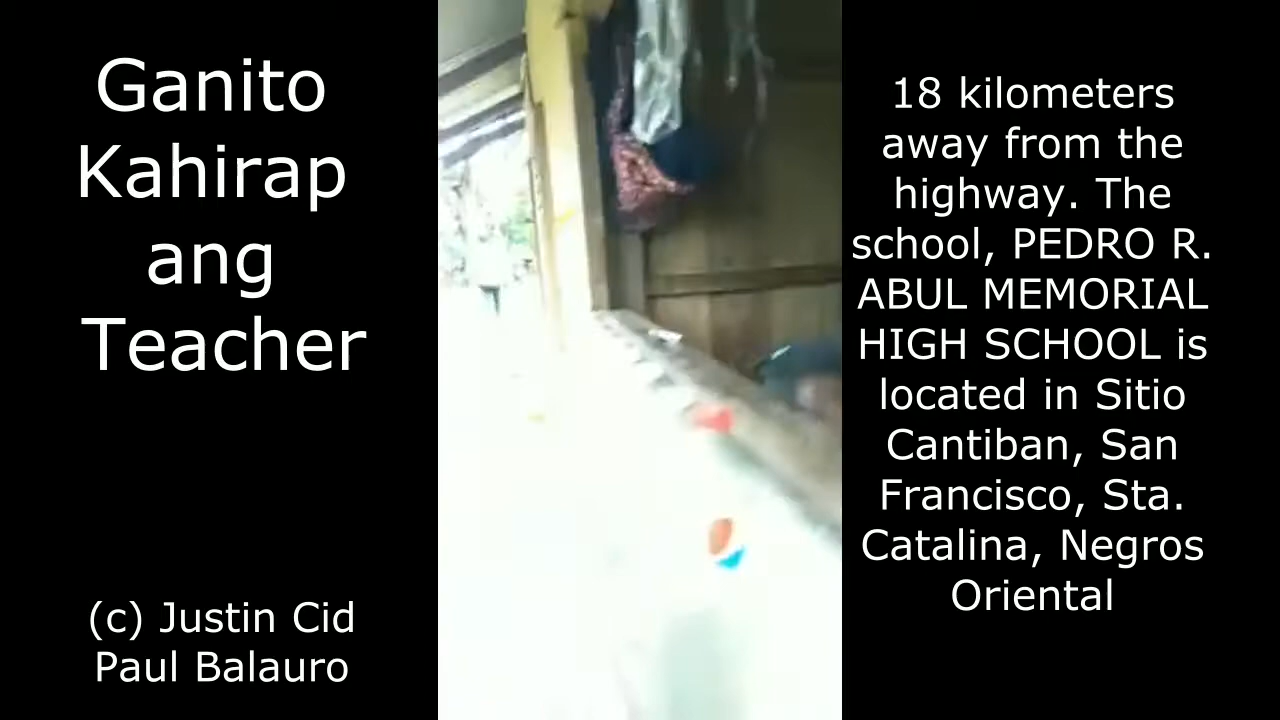 Ganito
Kahirap
ang
Teacher
(c) Justin Cid
Paul Balauro
18 kilometers
away from the
highway. The
school, PEDRO R.
ABUL MEMORIAL
HIGH SCHOOL is
located in Sitio
Cantiban, San
Francisco, Sta.
Catalina, Negros
Oriental